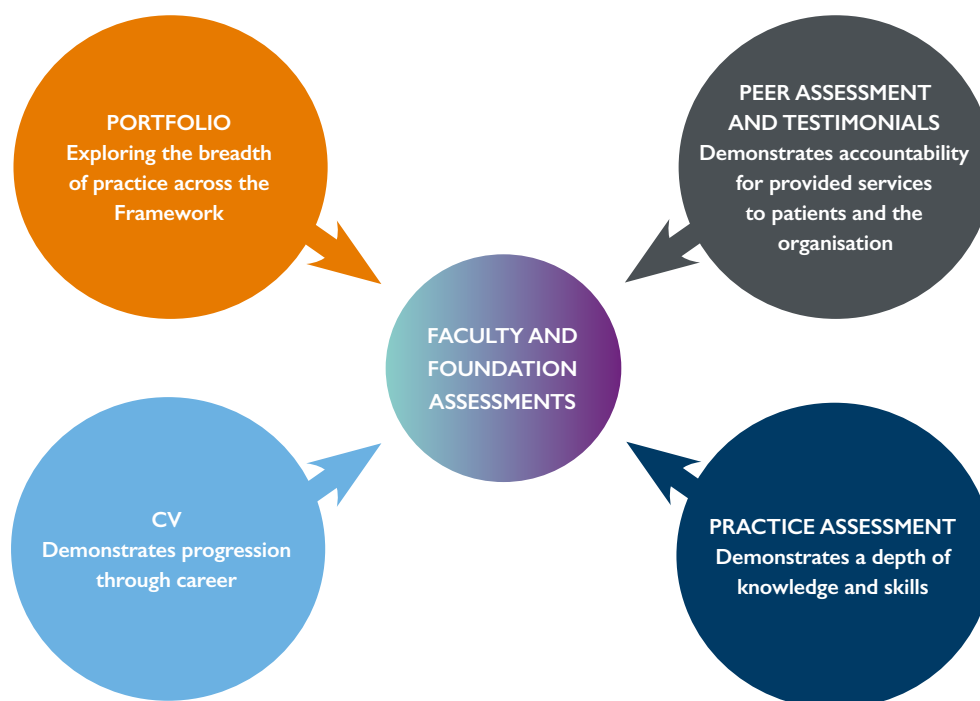 PORTFOLIO
Exploring the breadth
of practice across the
Framework
PEER ASSESSMENT
AND TESTIMONIALS
Demonstrates accountability
for provided services
to patients and the
organisation
FACULTY AND
FOUNDATION
ASSESSMENTS
CV
Demonstrates progression
through career
PRACTICE ASSESSMENT
Demonstrates a depth of
knowledge and skills